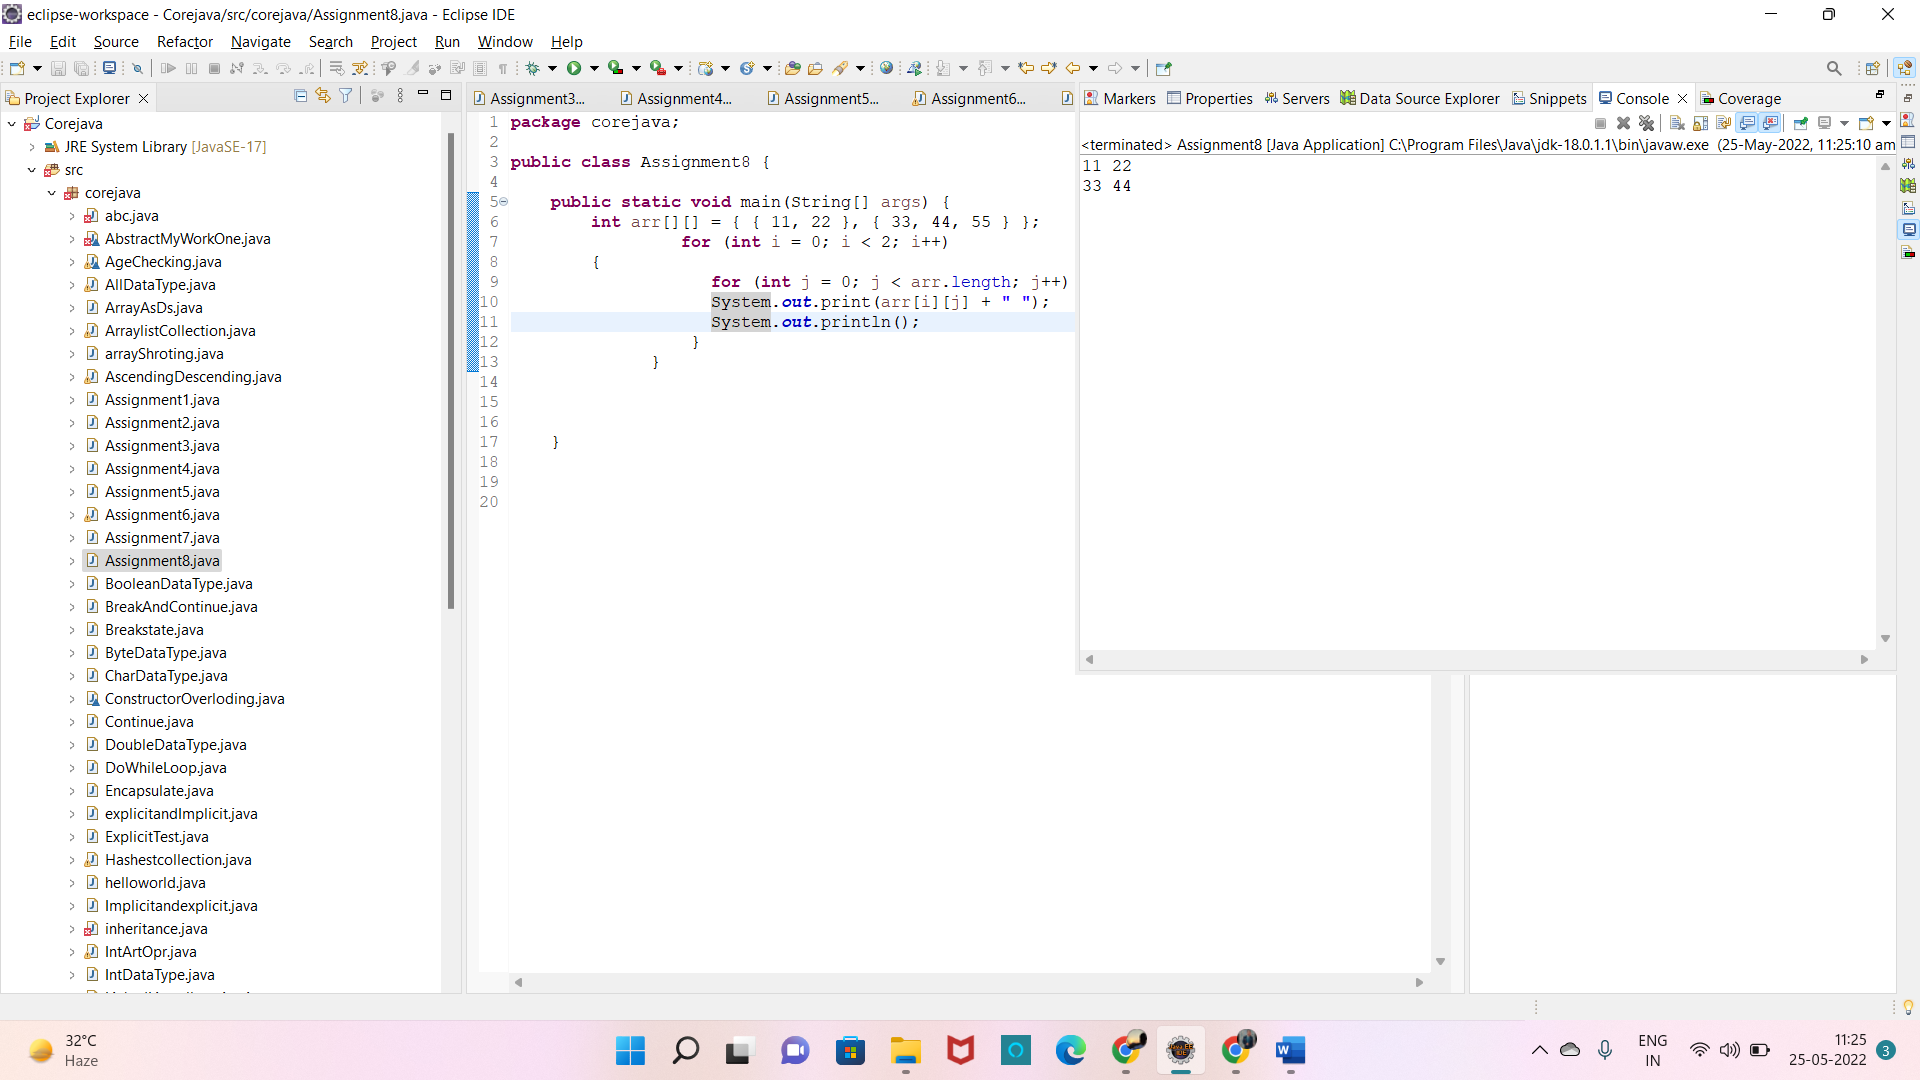 eclipse-workspace - Corejava/src/corejava/Assignment8.java - Eclipse IDE
File Edit Source Refactor Navigate Search Project Run Window Help
Project Explorer
Corejava
JRE System Library [JavaSE-17]
src
corejava
abc.java
AbstractMyWorkOne.java
AgeChecking.java
AllDataType.java
ArrayAsDs.java
ArraylistCollection.java
arrayShroting.java
AscendingDescending.java
Assignment1.java
Assignment2.java
Assignment3.java
Assignment4.java
Assignment5.java
Assignment6.java
Assignment7.java
Assignment8.java
BooleanDataType.java
BreakAndContinue.java
Breakstate.java
ByteDataType.java
CharDataType.java
ConstructorOverloding.java
Continue.java
DoubleDataType.java
DoWhileLoop.java
Encapsulate.java
explicitandImplicit.java
ExplicitTest.java
Hashestcollection.java
helloworld.java
Implicitandexplicit.java
inheritance.java
IntArtOpr.java
IntDataType.java
Assignment3... Assignment4... Assignment5... Assignment6...
1 package corejava;
2
3 public class Assignment8 {
4
5 public static void main(String[] args) {
6 int arr[][] = { { 11, 22 }, { 33, 44, 55 } };
7 for (int i = 0; i < 2; i++)
8 {
9 for (int j = 0; j < arr.length; j++)
10 System.out.print(arr[i][j] + " ");
11 System.out.println();
12 }
13 }
14
15
16
17 }
18
19
20
Markers Properties Servers Data Source Explorer Snippets Console Coverage
<terminated> Assignment8 [Java Application] C:\Program Files\Java\jdk-18.0.1.1\bin\javaw.exe (25-May-2022, 11:25:10 am
11 22
33 44
32°C
Haze
ENG
IN
11:25
25-05-2022
3